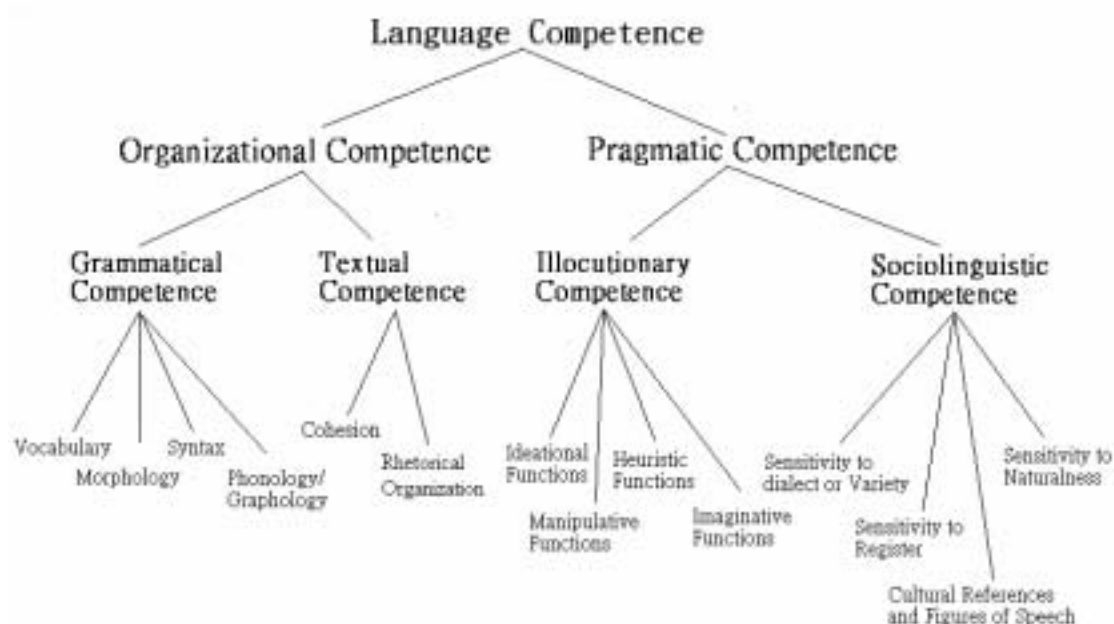 Language Competence
Organizational Competence
Pragmatic Competence
Grammatical
Competence
Textual
Competence
Illocutionary
Competence
Sociolinguistic
Competence
Vocabulary
Morphology
Syntax
Phonology/
Graphology
Cohesion
Rhetorical
Organization
Ideational
Functions
Manipulative
Functions
Heuristic
Functions
Imaginative
Functions
Sensitivity to
dialect or Variety
Sensitivity to
Register
Cultural References
and Figures of Speech
Sensitivity to
Naturalness